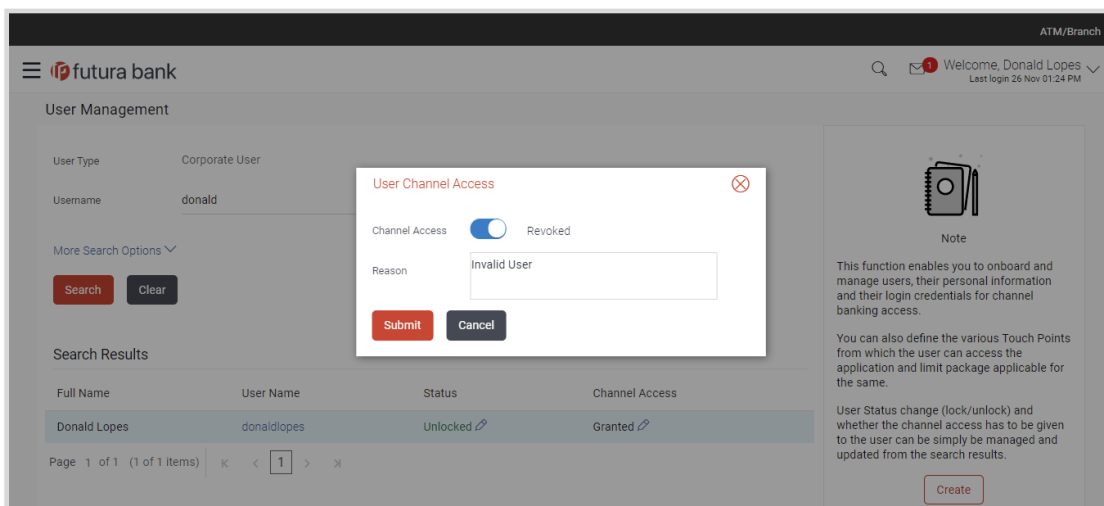 ATM/Branch
futura bank
1
Welcome, Donald Lopes
Last login 26 Nov 01:24 PM
User Management
User Type
Corporate User
Username
donald
More Search Options
Search
Clear
User Channel Access
Channel Access
Revoked
Reason
Invalid User
Submit
Cancel
Search Results
Full Name
User Name
Status
Channel Access
Donald Lopes
donaldlopes
Unlocked
Granted
Page 1 of 1 (1 of 1 items) K < 1 > >|
Note
This function enables you to onboard and
manage users, their personal information
and their login credentials for channel
banking access.
You can also define the various Touch Points
from which the user can access the
application and limit package applicable for
the same.
User Status change (lock/unlock) and
whether the channel access has to be given
to the user can be simply be managed and
updated from the search results.
Create